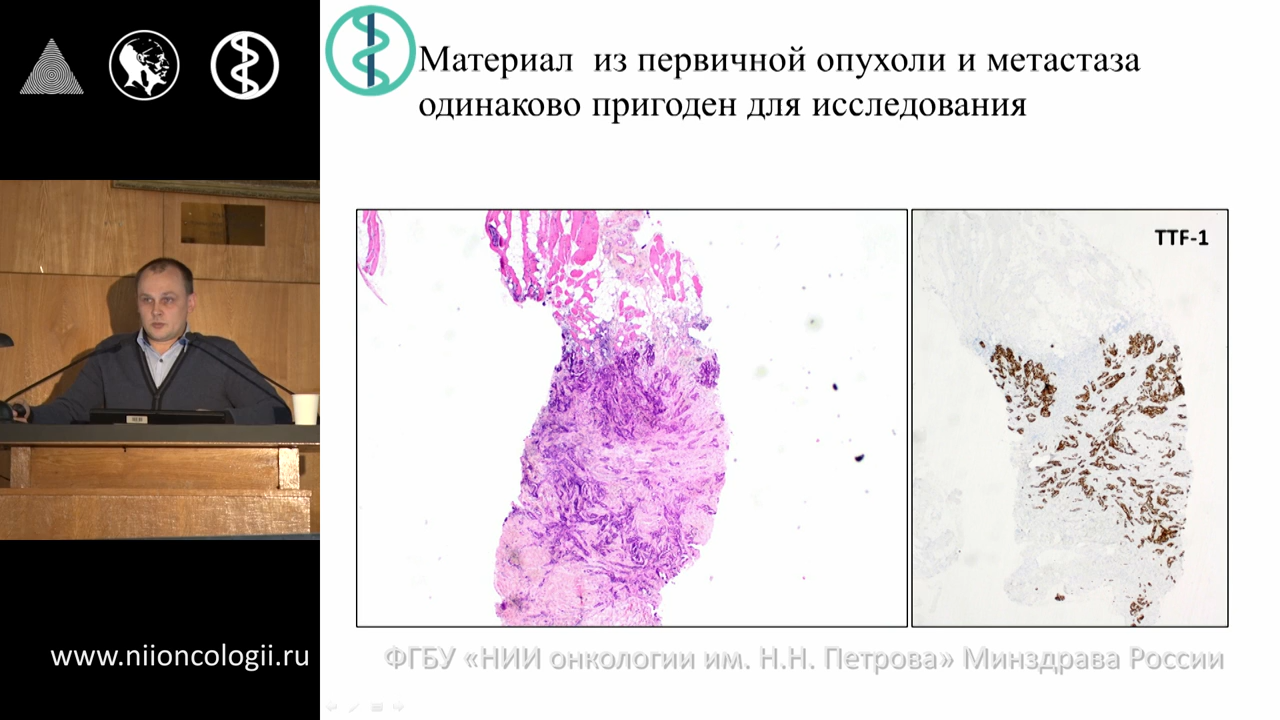 Материал из первичной опухоли и метастаза
одинаково пригоден для исследования
TTF-1
www.niioncologii.ru
ФГБУ «НИИ онкологии им. Н.Н. Петрова» Минздрава России